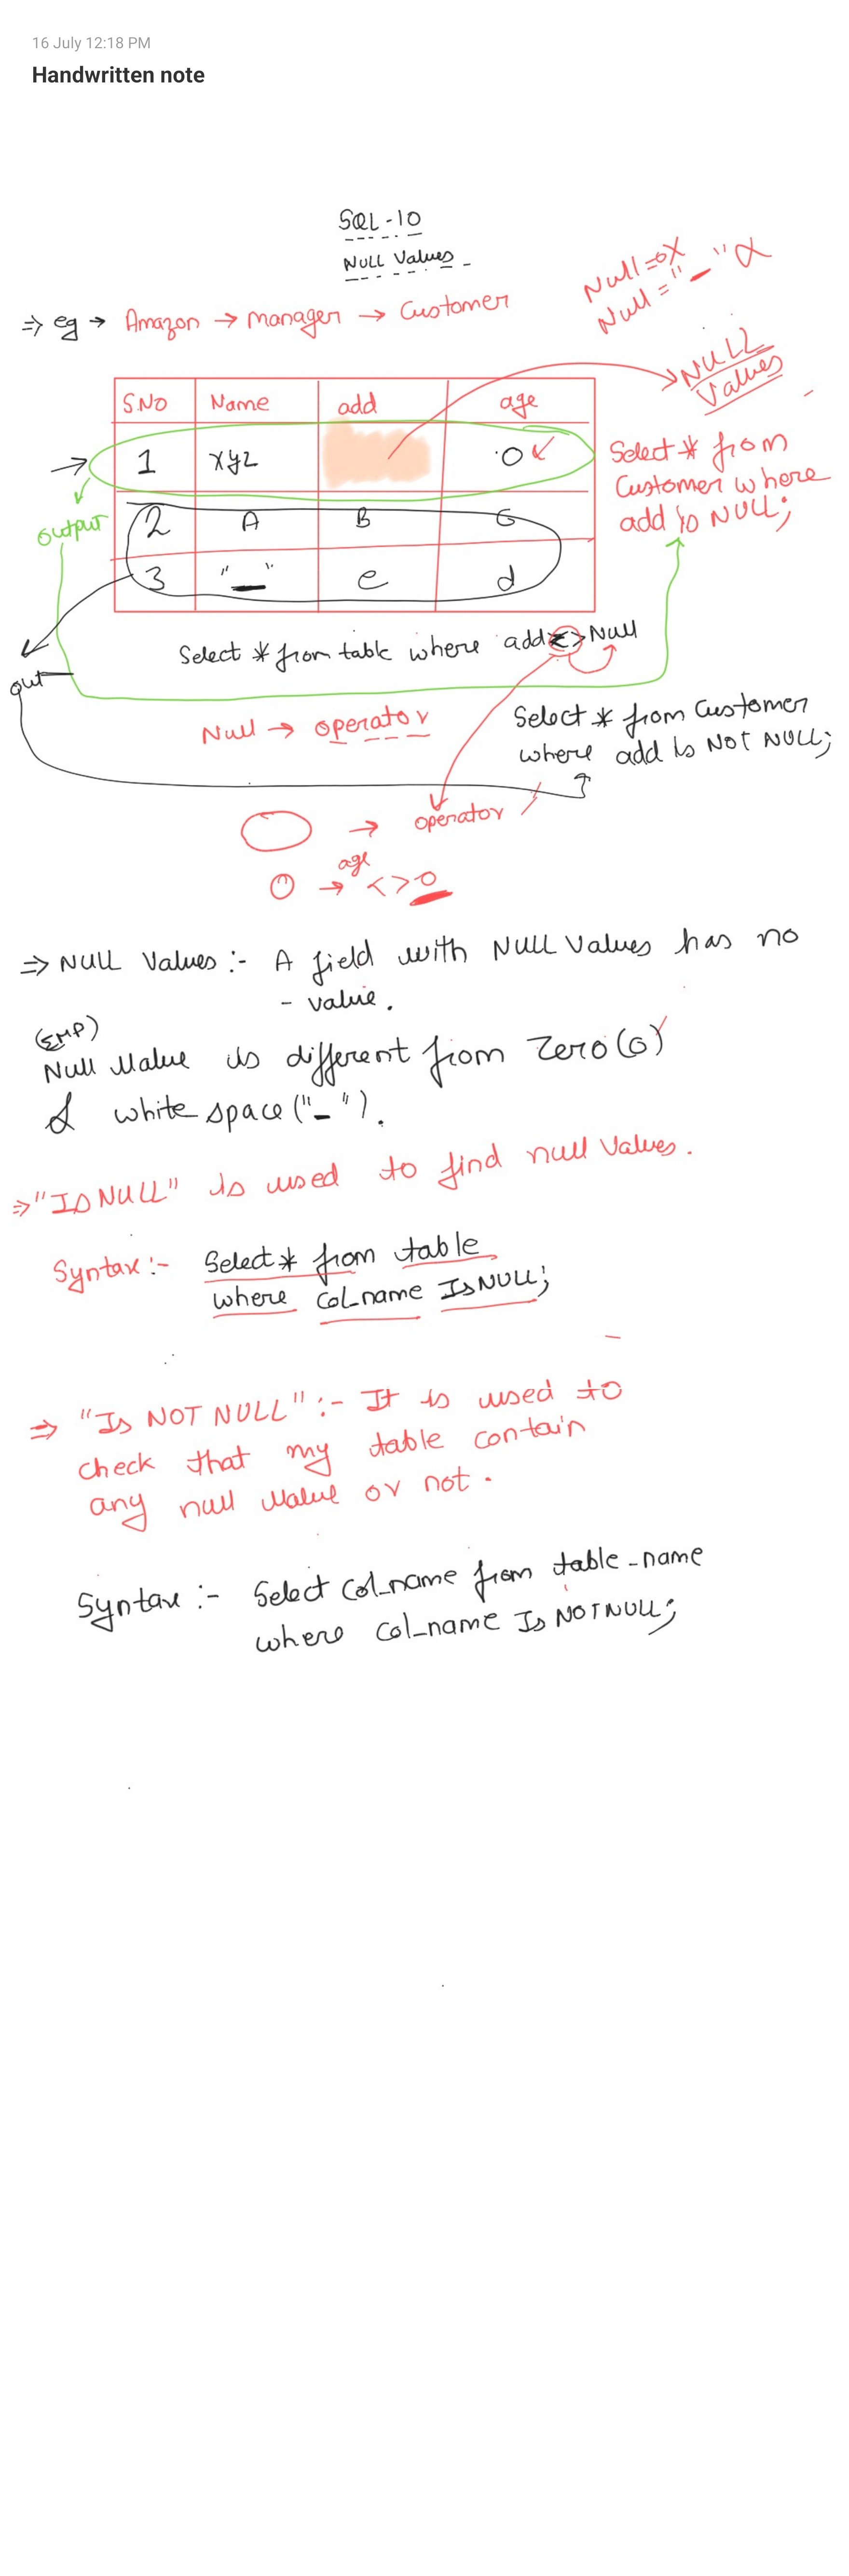 16 July 12:18 PM
Handwritten note
SQL-10
NULL Values
Null=0X
Null="_"X
=> eg → Amazon → manager → Customer
NULL
Values
S.NO Name add age
1 xyz 0
2 A B G
3 "_" e d
Select * from
Customer where
add is NULL;
output
Select * from table where add <> Null
out
Null → operator
Select * from Customer
where add Is NOT NULL;
→ operator
age
0 → <>0
=> NULL Values :- A field with NULL Values has no
- value.
(IMP)
Null Value is different from Zero(0)
& white space("_").
=> "IS NULL" is used to find null Values.
Syntax :- Select * from table
where Col_name Is NULL;
=> "Is NOT NULL" :- It is used to
check that my table contain
any null Value or not.
Syntax :- Select Col_name from table_name
where Col_name Is NOT NULL;